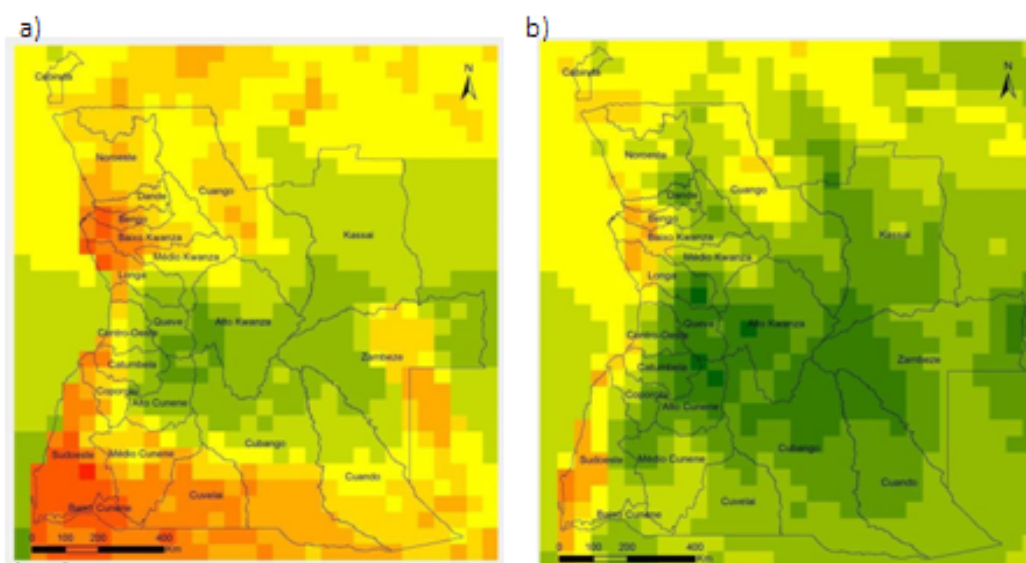 a)
Cabinda
N
Noroeste
Dande
Cuango
Bengo
Baixo Kwanza
Kassai
Médio Kwanza
Longa
Queve
Alto Kwanza
Centro-Oeste
Zambeze
Catumbela
Coporolo
Alto Cunene
Cubango
Sudoeste
Médio Cunene
Cuando
Cuvelai
Baixo Cunene
0 100 200 400
Km
b)
Cabinda
N
Noroeste
Dande
Cuango
Bengo
Baixo Kwanza
Kassai
Médio Kwanza
Longa
Queve
Alto Kwanza
Centro-Oeste
Zambeze
Catumbela
Coporolo
Alto Cunene
Cubango
Sudoeste
Médio Cunene
Cuando
Cuvelai
Baixo Cunene
0 100 200 400
Km